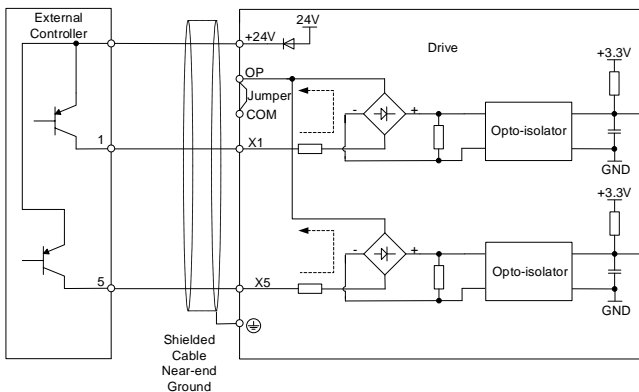 External
Controller
24V
+24V
Drive
OP
+3.3V
Jumper
COM
- +
Opto-isolator
1
X1
GND
+3.3V
- +
Opto-isolator
5
X5
GND
Shielded
Cable
Near-end
Ground